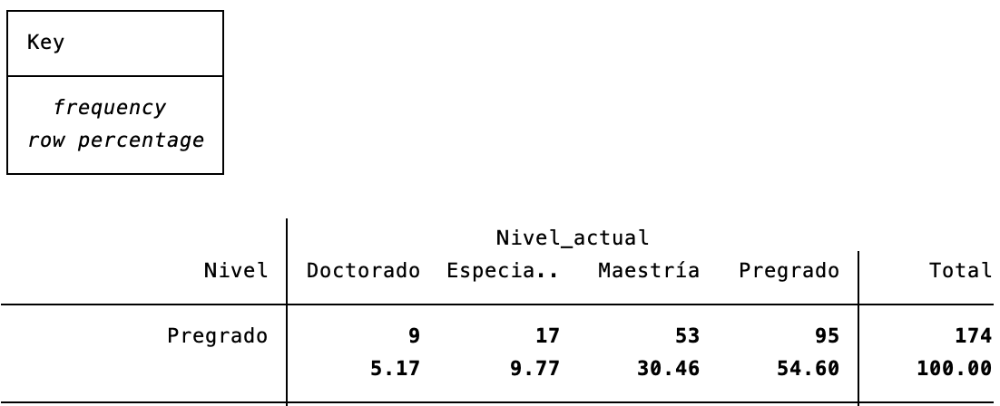 Key
frequency
row percentage
Nivel_actual
Nivel Doctorado Especia.. Maestría Pregrado Total
Pregrado 9 17 53 95 174
5.17 9.77 30.46 54.60 100.00